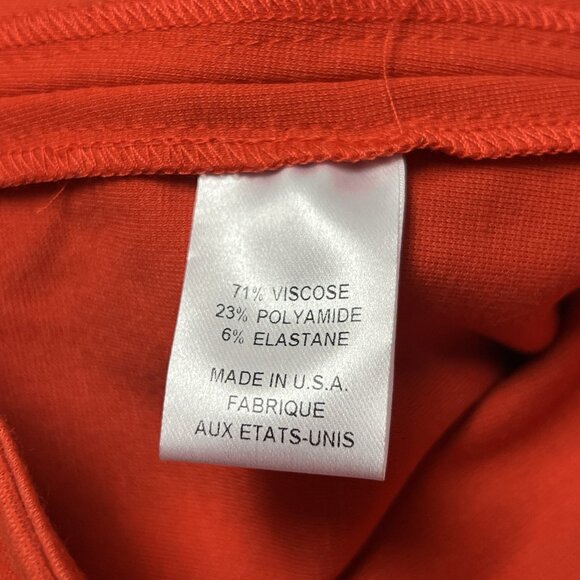 71% VISCOSE
23% POLYAMIDE
6% ELASTANE
MADE IN U.S.A.
FABRIQUE
AUX ETATS-UNIS